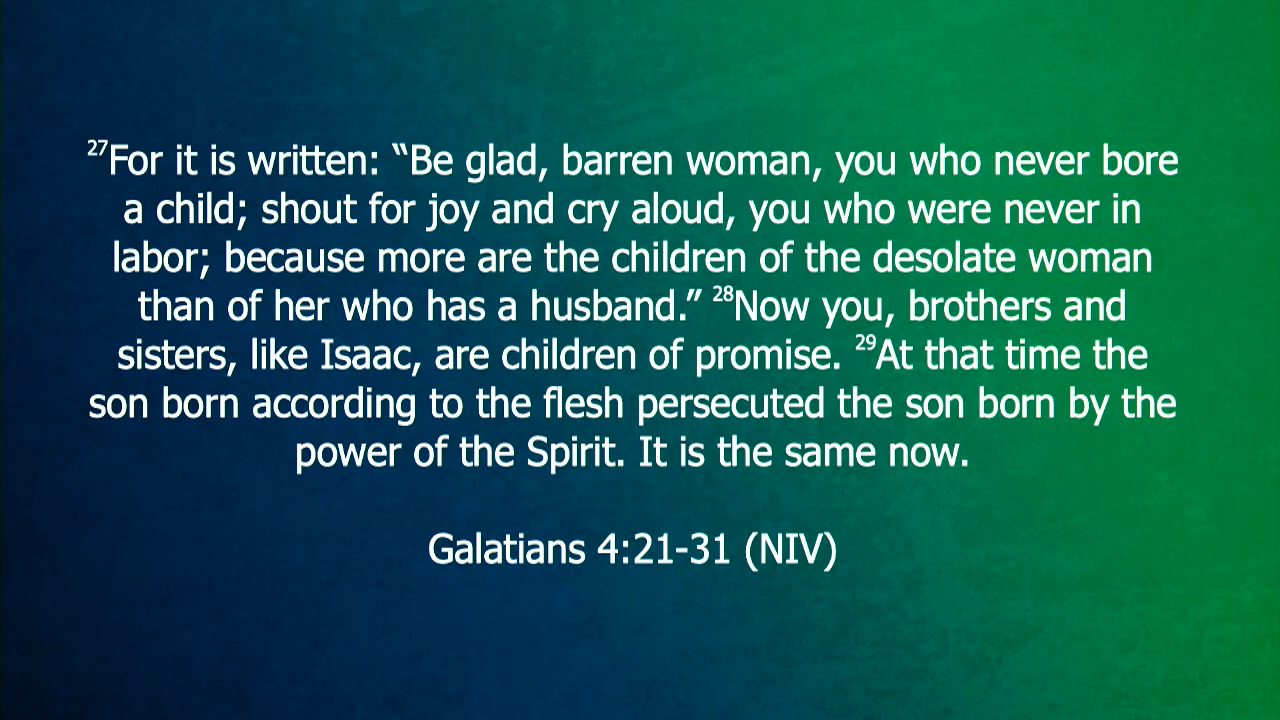 27For it is written: “Be glad, barren woman, you who never bore
a child; shout for joy and cry aloud, you who were never in
labor; because more are the children of the desolate woman
than of her who has a husband.” 28Now you, brothers and
sisters, like Isaac, are children of promise. 29At that time the
son born according to the flesh persecuted the son born by the
power of the Spirit. It is the same now.
Galatians 4:21-31 (NIV)